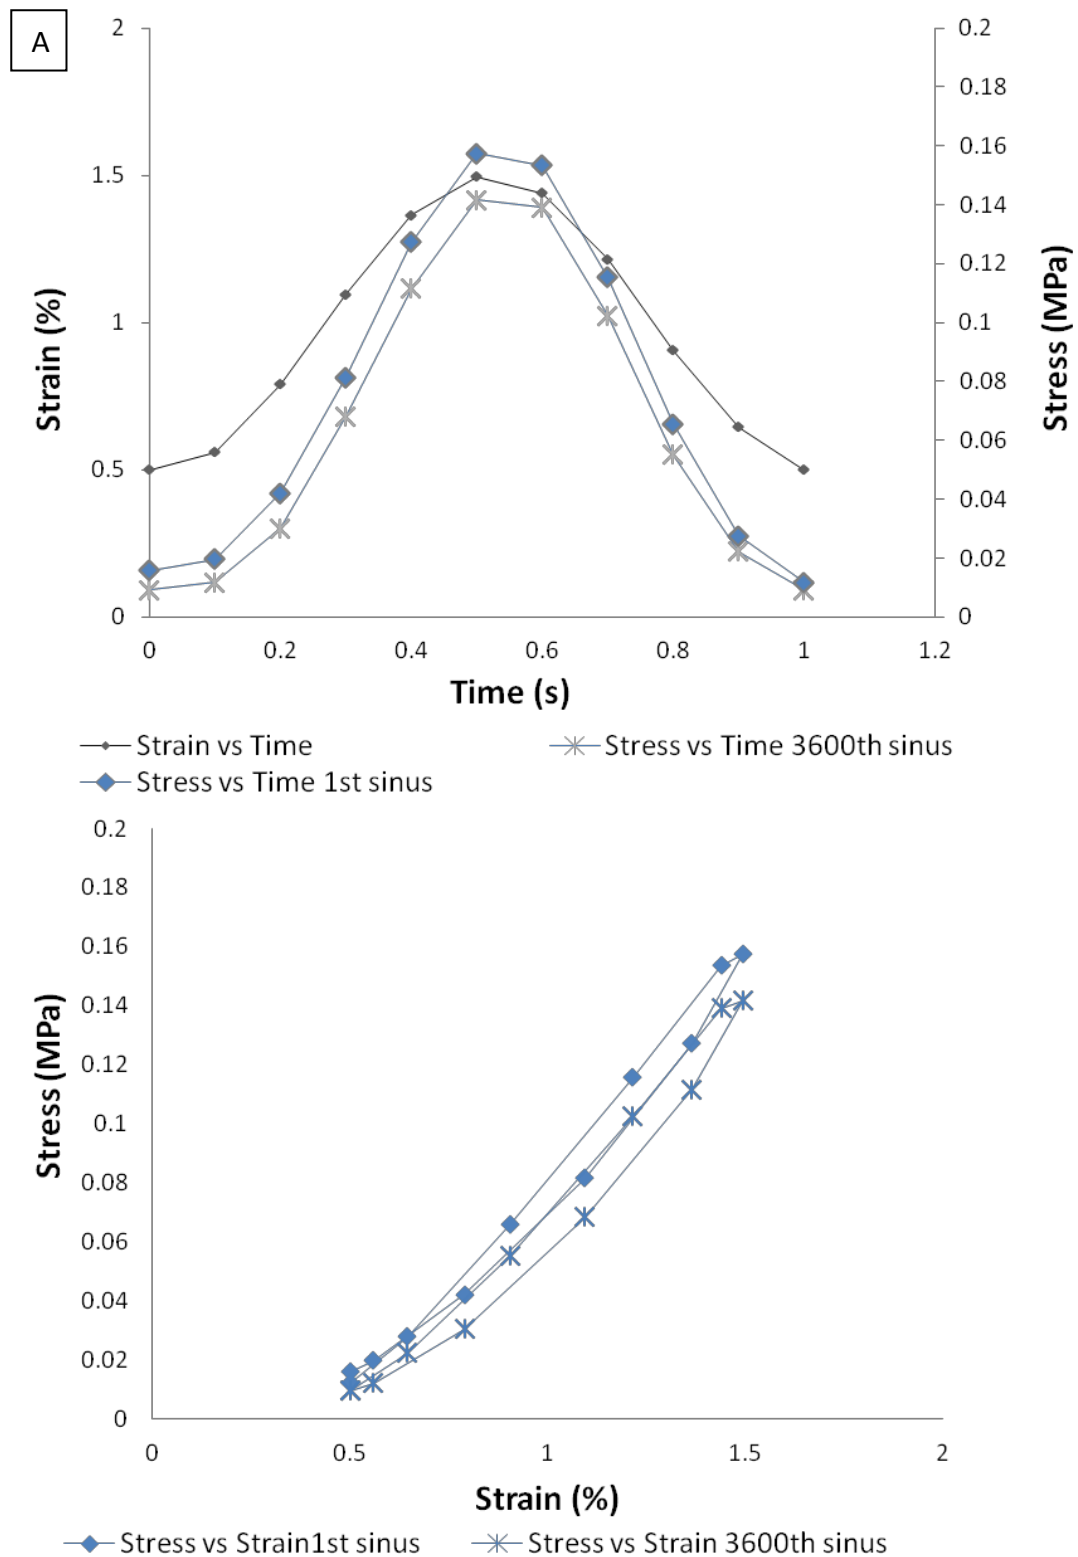 A
2
1.5
1
0.5
0
Strain (%)
0.2
0.18
0.16
0.14
0.12
0.1
0.08
0.06
0.04
0.02
0
Stress (MPa)
0 0.2 0.4 0.6 0.8 1 1.2
Time (s)
Strain vs Time Stress vs Time 3600th sinus
Stress vs Time 1st sinus
0.2
0.18
0.16
0.14
0.12
0.1
0.08
0.06
0.04
0.02
0
Stress (MPa)
0 0.5 1 1.5 2
Strain (%)
Stress vs Strain1st sinus Stress vs Strain 3600th sinus